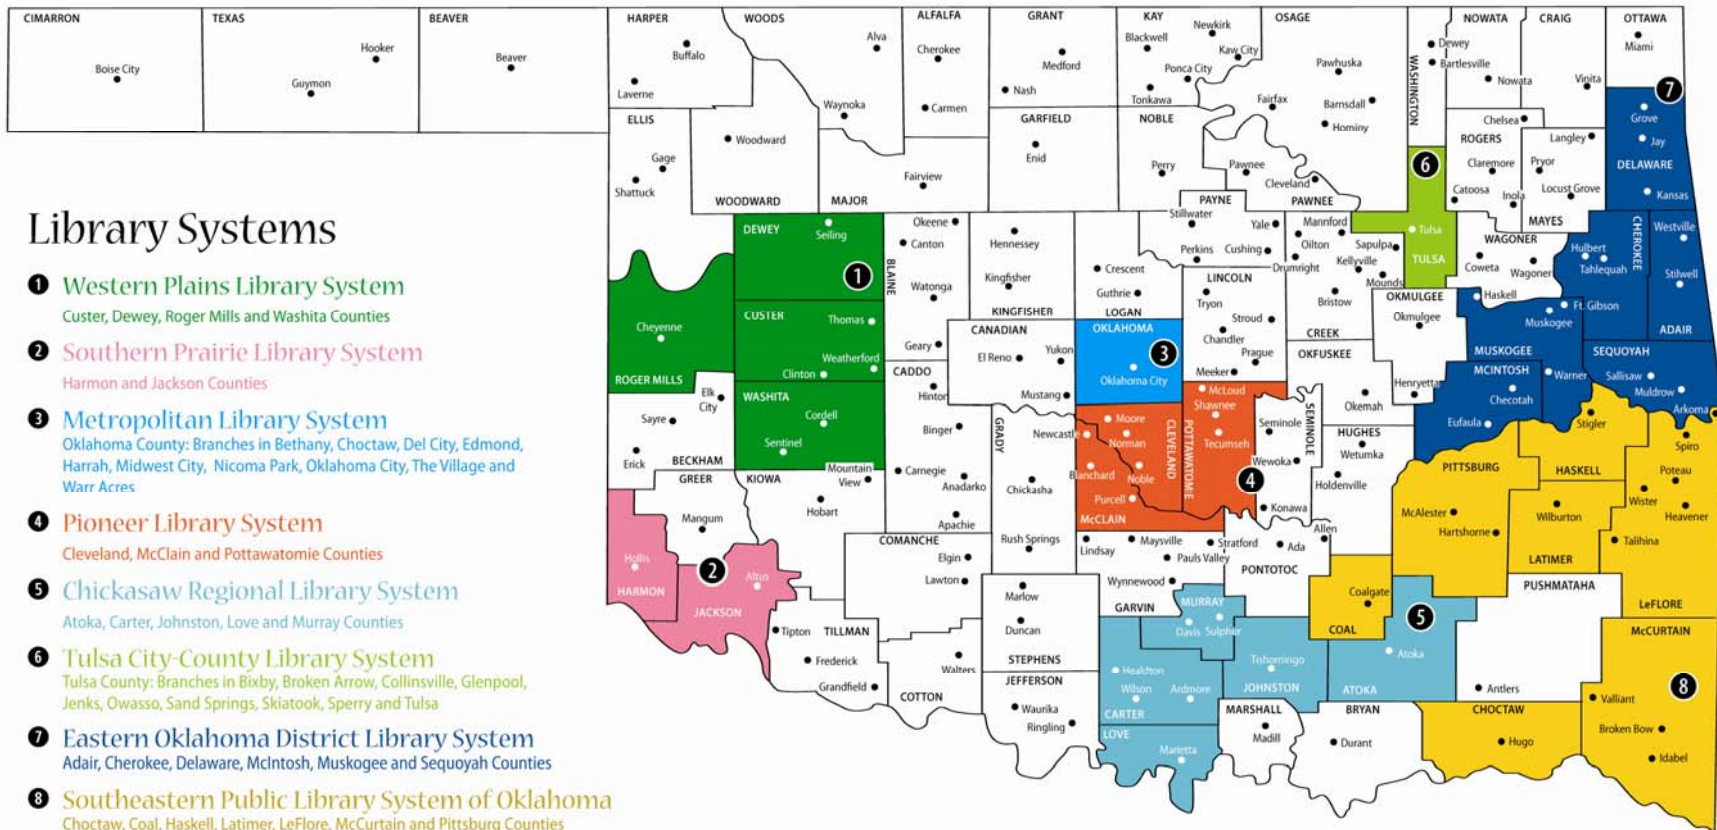 CIMARRON
TEXAS
BEAVER
HARPER
WOODS
ALFALFA
GRANT
KAY
OSAGE
NOWATA
CRAIG
OTTAWA
Boise City
Hooker
Guymon
Beaver
Buffalo
Laverne
Alva
Waynoka
Cherokee
Carmen
Medford
Nash
Newkirk
Blackwell
Kaw City
Ponca City
Tonkawa
Pawhuska
Fairfax
Barnsdall
Hominy
WASHINGTON
Dewey
Bartlesville
Nowata
Vinita
Miami
7
ELLIS
Gage
Shattuck
Woodward
WOODWARD
MAJOR
Fairview
GARFIELD
Enid
NOBLE
Perry
Pawnee
Cleveland
PAWNEE
6
Chelsea
ROGERS
Claremore
Catoosa
Inola
Langley
Pryor
Locust Grove
MAYES
Grove
Jay
DELAWARE
Kansas
Library Systems
1 Western Plains Library System
Custer, Dewey, Roger Mills and Washita Counties
2 Southern Prairie Library System
Harmon and Jackson Counties
3 Metropolitan Library System
Oklahoma County: Branches in Bethany, Choctaw, Del City, Edmond,
Harrah, Midwest City, Nicoma Park, Oklahoma City, The Village and
Warr Acres
4 Pioneer Library System
Cleveland, McClain and Pottawatomie Counties
5 Chickasaw Regional Library System
Atoka, Carter, Johnston, Love and Murray Counties
6 Tulsa City-County Library System
Tulsa County: Branches in Bixby, Broken Arrow, Collinsville, Glenpool,
Jenks, Owasso, Sand Springs, Skiatook, Sperry and Tulsa
7 Eastern Oklahoma District Library System
Adair, Cherokee, Delaware, McIntosh, Muskogee and Sequoyah Counties
8 Southeastern Public Library System of Oklahoma
Choctaw, Coal, Haskell, Latimer, LeFlore, McCurtain and Pittsburg Counties
DEWEY
Seiling
1
Okeene
Canton
BLAINE
Watonga
Geary
Hennessey
Kingfisher
KINGFISHER
Crescent
Guthrie
LOGAN
PAYNE
Stillwater
Perkins
Yale
Cushing
Mannford
Oilton
Drumright
Sapulpa
Kellyville
Mounds
Bristow
CREEK
Tulsa
TULSA
WAGONER
Coweta
Wagoner
CHEROKEE
Hulbert
Tahlequah
Westville
Stilwell
ADAIR
Cheyenne
ROGER MILLS
CUSTER
Thomas
Weatherford
Clinton
CANADIAN
El Reno
Yukon
Mustang
OKLAHOMA
3
Oklahoma City
LINCOLN
Tryon
Stroud
Chandler
Prague
Meeker
OKMULGEE
Okmulgee
Henryetta
OKFUSKEE
Okemah
Haskell
Ft. Gibson
Muskogee
MUSKOGEE
MCINTOSH
Warner
Checotah
Eufaula
SEQUOYAH
Sallisaw
Muldrow
Arkoma
Elk
City
Sayre
Erick
BECKHAM
WASHITA
Cordell
Sentinel
CADDO
Hinton
Binger
Carnegie
Anadarko
Apachie
GRADY
Chickasha
Rush Springs
Moore
Newcastle
Norman
Blanchard
Noble
Purcell
CLEVELAND
McCLAIN
POTTAWATOMIE
McLoud
Shawnee
Tecumseh
4
SEMINOLE
Seminole
Wewoka
Konawa
HUGHES
Wetumka
Holdenville
Allen
PITTSBURG
McAlester
Hartshorne
HASKELL
Stigler
Spiro
Poteau
Wister
Heavener
Wilburton
LATIMER
Talihina
LeFLORE
GREER
Mangum
KIOWA
Mountain
View
Hobart
Hollis
HARMON
2
Altus
JACKSON
COMANCHE
Elgin
Lawton
Lindsay
Maysville
Stratford
Pauls Valley
Wynnewood
GARVIN
Ada
PONTOTOC
Coalgate
COAL
PUSHMATAHA
Antlers
Tipton
TILLMAN
Frederick
Grandfield
Walters
COTTON
Marlow
Duncan
STEPHENS
JEFFERSON
Waurika
Ringling
MURRAY
Davis
Sulphur
Healdton
Wilson
Ardmore
CARTER
LOVE
Marietta
Tishomingo
JOHNSTON
5
Atoka
ATOKA
MARSHALL
Madill
BRYAN
Durant
CHOCTAW
Hugo
McCURTAIN
8
Valliant
Broken Bow
Idabel